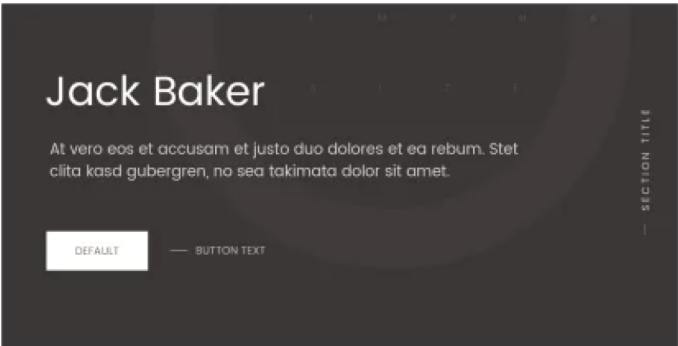 Jack Baker
At vero eos et accusam et justo duo dolores et ea rebum. Stet
clita kasd gubergren, no sea takimata dolor sit amet.
DEFAULT
— BUTTON TEXT
— SECTION TITLE